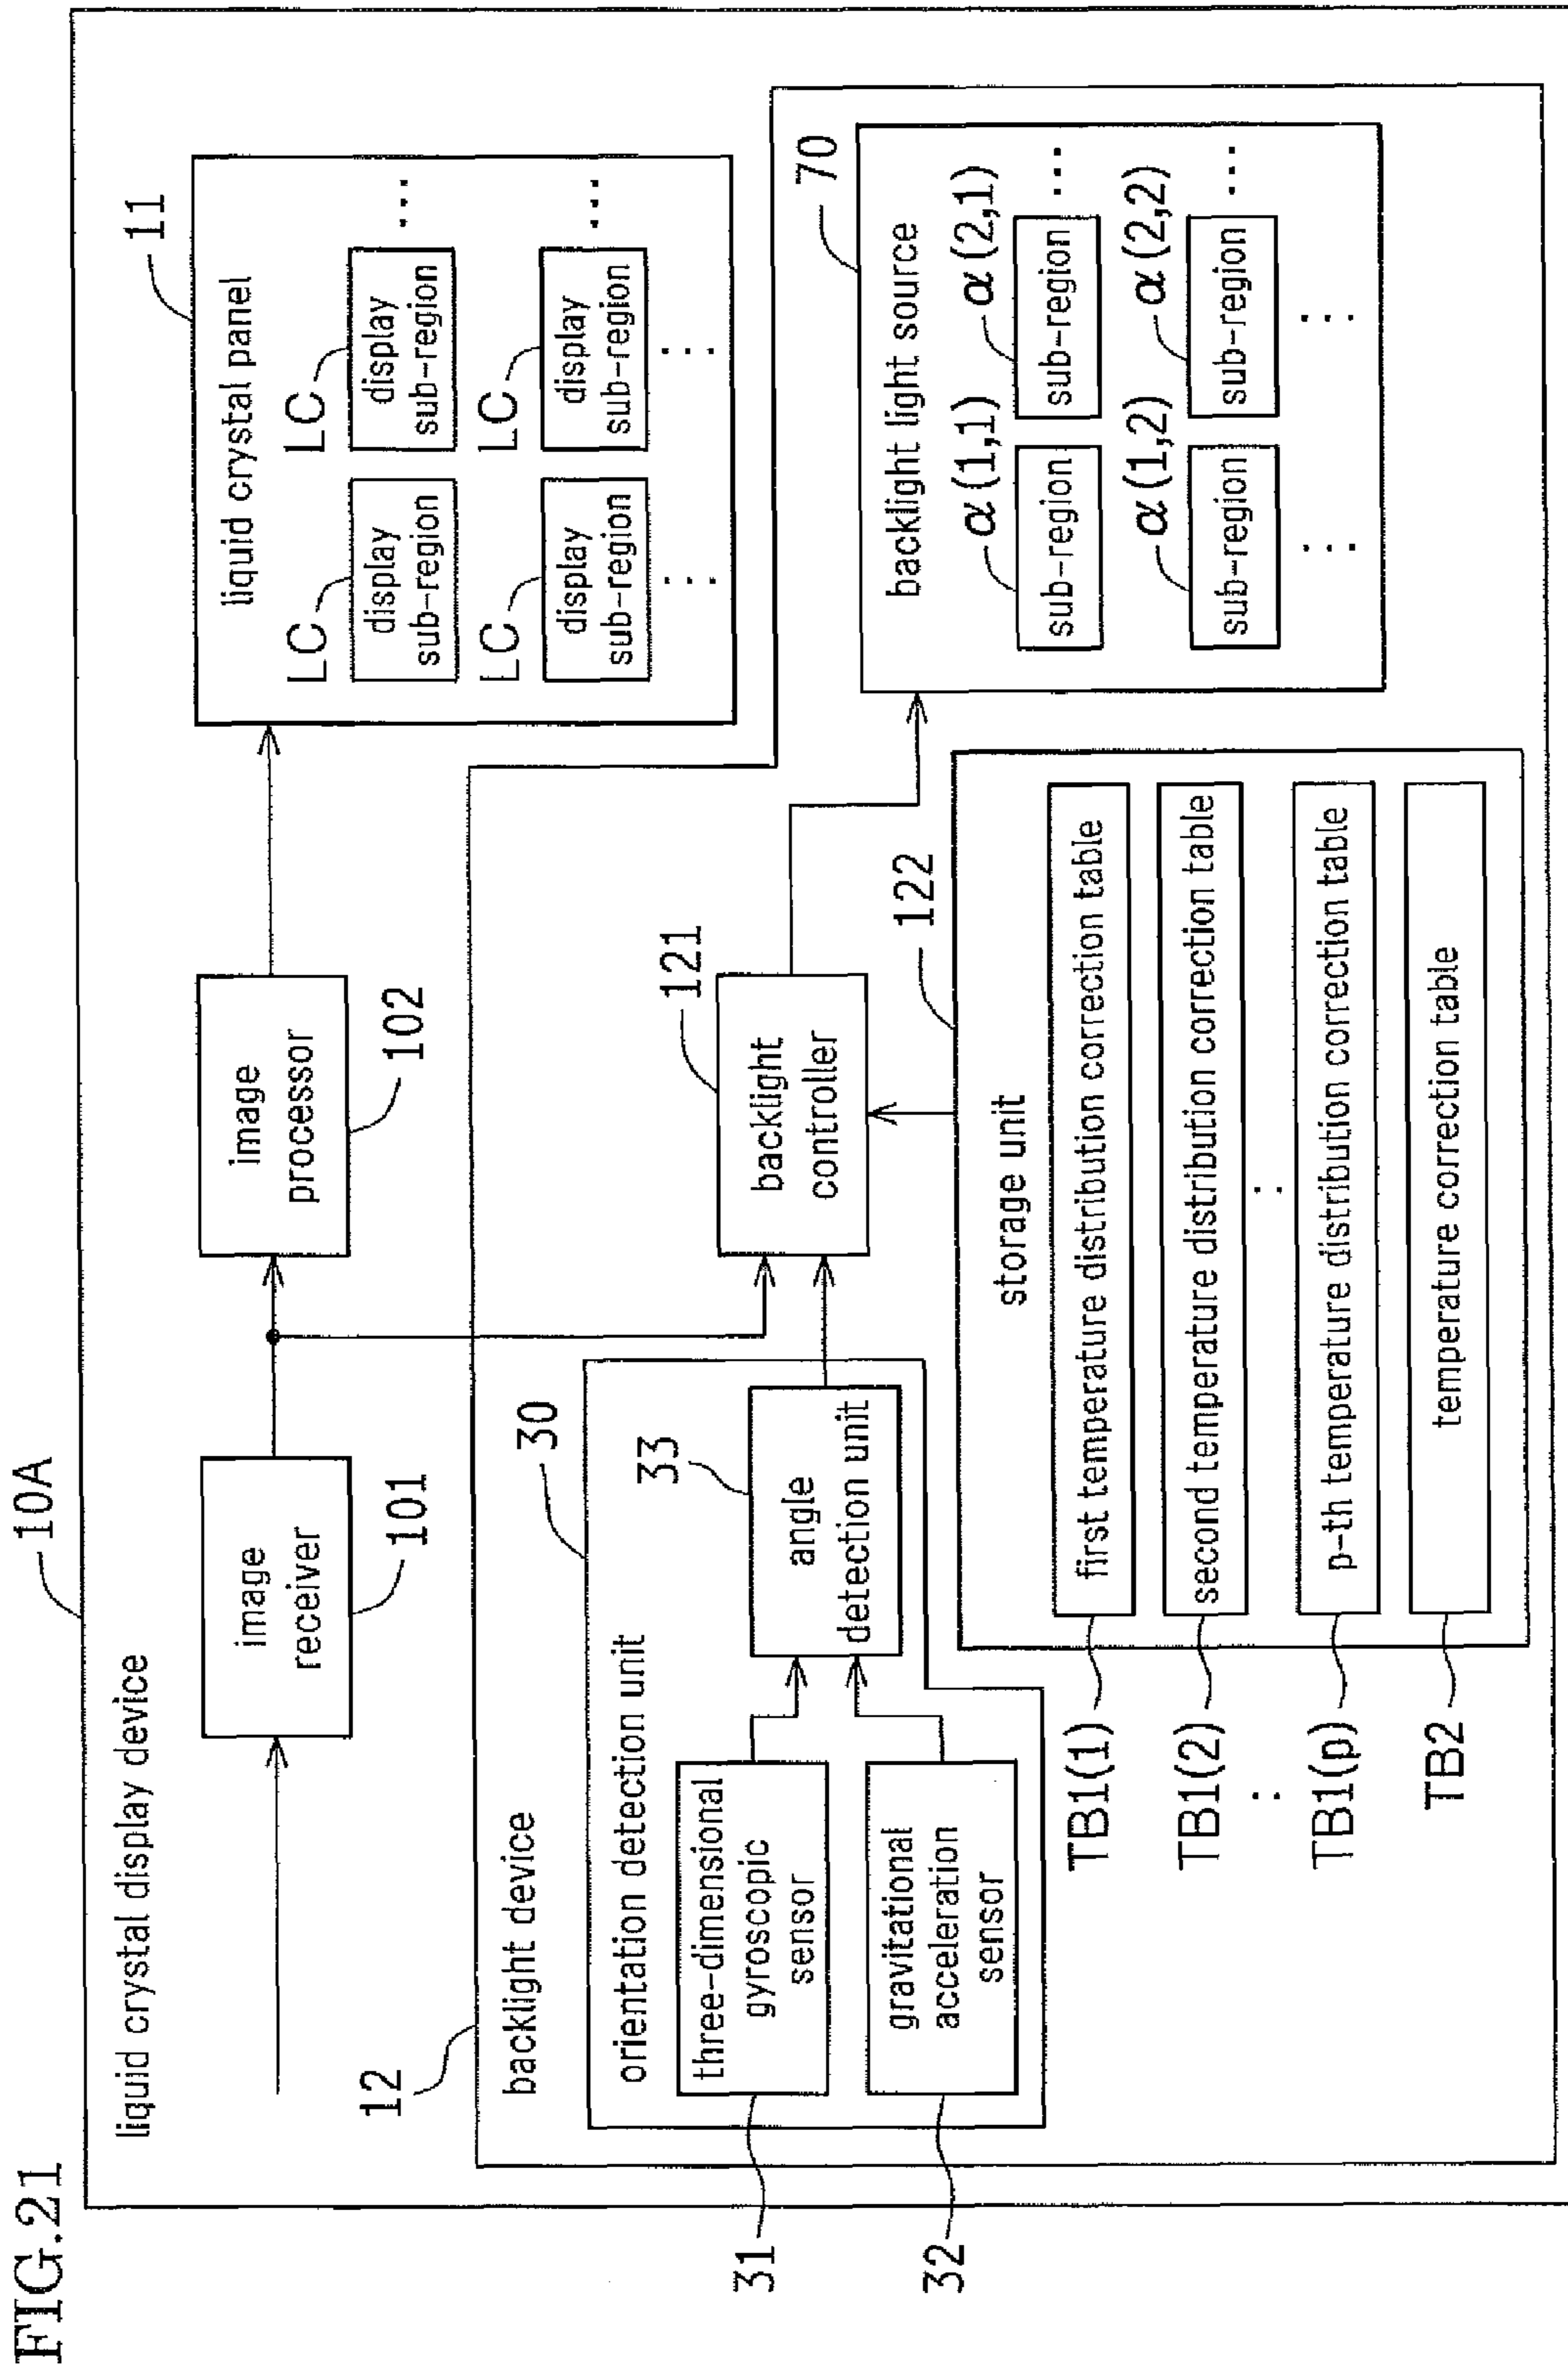 FIG.21
10A
liquid crystal display device
image
receiver
101
image
processor
102
11
liquid crystal panel
LC
display
sub-region
LC
display
sub-region
...
LC
display
sub-region
LC
display
sub-region
...
...
...
12
backlight device
30
orientation detection unit
31
three-dimensional
gyroscopic
sensor
32
gravitational
acceleration
sensor
33
angle
detection unit
121
backlight
controller
70
backlight light source
α(1,1)
sub-region
α(2,1)
sub-region
...
α(1,2)
sub-region
α(2,2)
sub-region
...
...
...
122
storage unit
TB1(1)
first temperature distribution correction table
TB1(2)
second temperature distribution correction table
:
:
TB1(p)
p-th temperature distribution correction table
TB2
temperature correction table